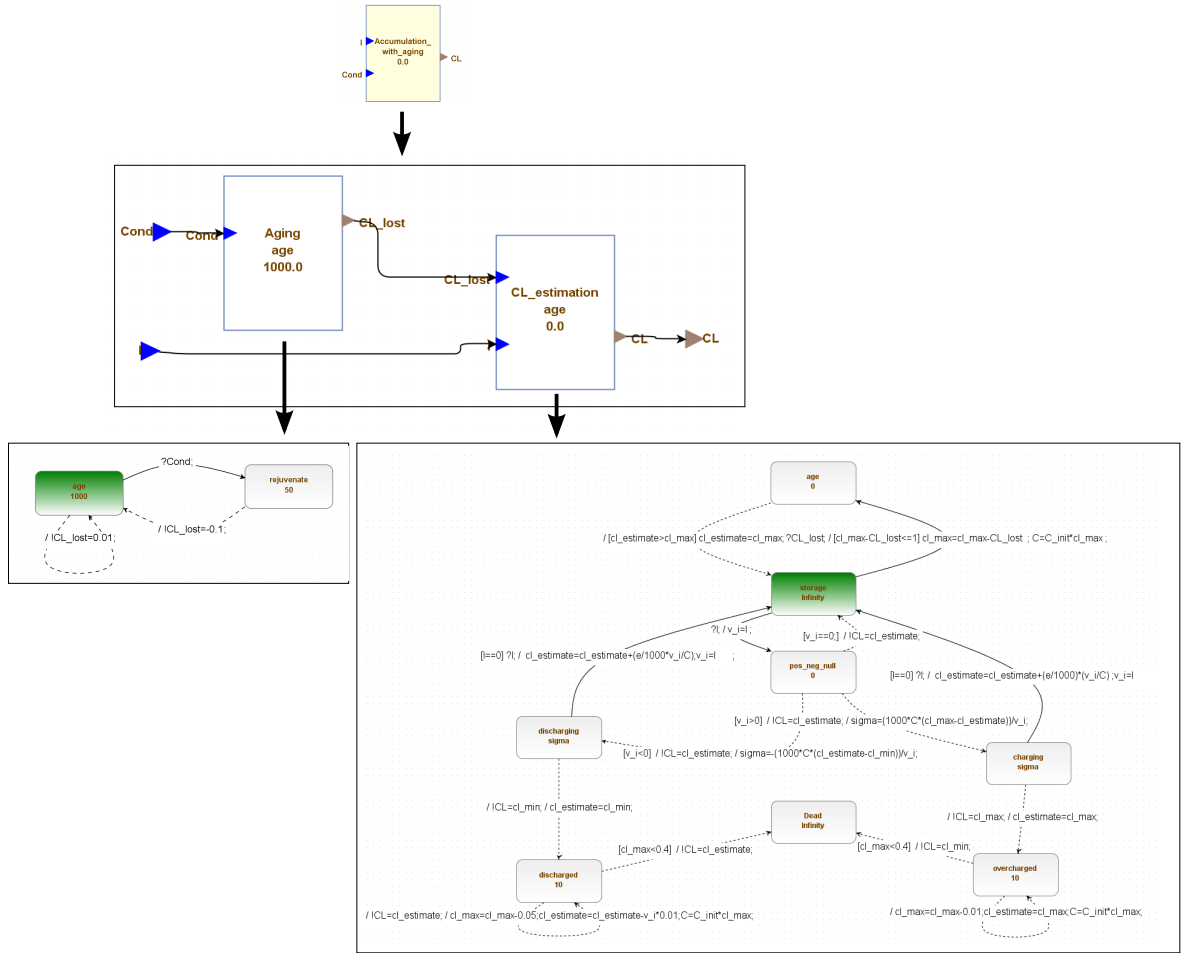 Accumulation_
with_aging
0.0
I
Cond
CL
Cond
Cond
Aging
age
1000.0
CL_lost
CL_lost
CL_estimation
age
0.0
CL
CL
age
1000
?Cond;
rejuvenate
50
/ !CL_lost=-0.1;
/ !CL_lost=0.01;
age
0
/ [cl_estimate>cl_max] cl_estimate=cl_max; ?CL_lost; / [cl_max-CL_lost<=1] cl_max=cl_max-CL_lost ; C=C_init*cl_max ;
storage
Infinity
?I; / v_i=I ;
[v_i==0;] / !CL=cl_estimate;
[I==0] ?I; / cl_estimate=cl_estimate+(e/1000*v_i/C);v_i=I ;
pos_neg_null
0
[I==0] ?I; / cl_estimate=cl_estimate+(e/1000)*(v_i/C) ;v_i=I
[v_i>0] / !CL=cl_estimate; / sigma=(1000*C*(cl_max-cl_estimate))/v_i;
discharging
sigma
[v_i<0] / !CL=cl_estimate; / sigma=-(1000*C*(cl_estimate-cl_min))/v_i;
charging
sigma
/ !CL=cl_min; / cl_estimate=cl_min;
Dead
Infinity
/ !CL=cl_max; / cl_estimate=cl_max;
[cl_max<0.4] / !CL=cl_estimate;
[cl_max<0.4] / !CL=cl_min;
discharged
10
overcharged
10
/ !CL=cl_estimate; / cl_max=cl_max-0.05;cl_estimate=cl_estimate-v_i*0.01;C=C_init*cl_max;
/ cl_max=cl_max-0.01;cl_estimate=cl_max;C=C_init*cl_max;